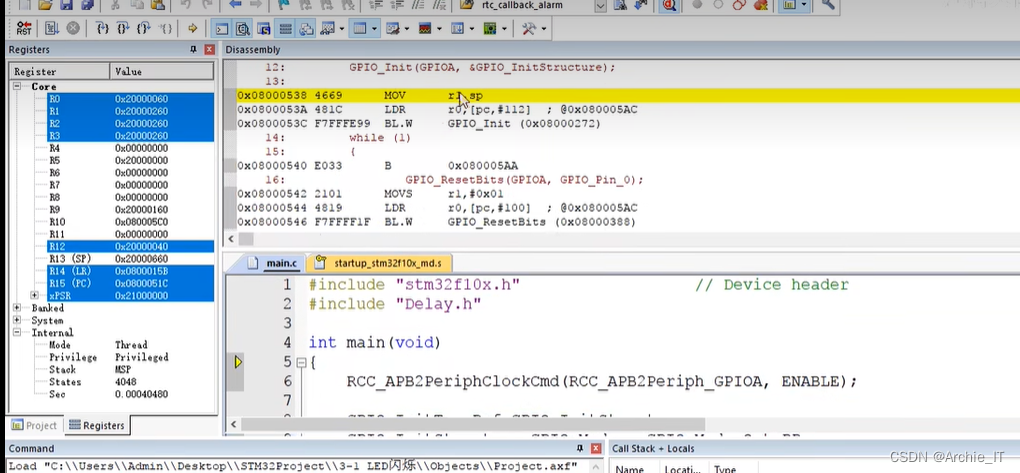 rtc_callback_alarm
RST
Registers
Register Value
Core
R0 0x20000060
R1 0x20000260
R2 0x20000260
R3 0x20000260
R4 0x00000000
R5 0x20000000
R6 0x00000000
R7 0x00000000
R8 0x00000000
R9 0x20000160
R10 0x080005C0
R11 0x00000000
R12 0x20000040
R13 (SP) 0x20000660
R14 (LR) 0x0800015B
R15 (PC) 0x0800051C
xPSR 0x21000000
Banked
System
Internal
Mode Thread
Privilege Privileged
Stack MSP
States 4048
Sec 0.00040480
Project Registers
Disassembly
12: GPIO_Init(GPIOA, &GPIO_InitStructure);
13:
0x08000538 4669 MOV r1,sp
0x0800053A 481C LDR r0,[pc,#112] ; @0x080005AC
0x0800053C F7FFFE99 BL.W GPIO_Init (0x08000272)
14: while (1)
15: {
0x08000540 E033 B 0x080005AA
16: GPIO_ResetBits(GPIOA, GPIO_Pin_0);
0x08000542 2101 MOVS r1,#0x01
0x08000544 4819 LDR r0,[pc,#100] ; @0x080005AC
0x08000546 F7FFFF1F BL.W GPIO_ResetBits (0x08000388)
main.c startup_stm32f10x_md.s
1 #include "stm32f10x.h" // Device header
2 #include "Delay.h"
3
4 int main(void)
5 {
6 RCC_APB2PeriphClockCmd(RCC_APB2Periph_GPIOA, ENABLE);
7
Command
Load "C:\\Users\\Admin\\Desktop\\STM32Project\\3-1 LED闪烁\\Objects\\Project.axf"
Call Stack + Locals
Name Locati... Type
CSDN @Archie_IT